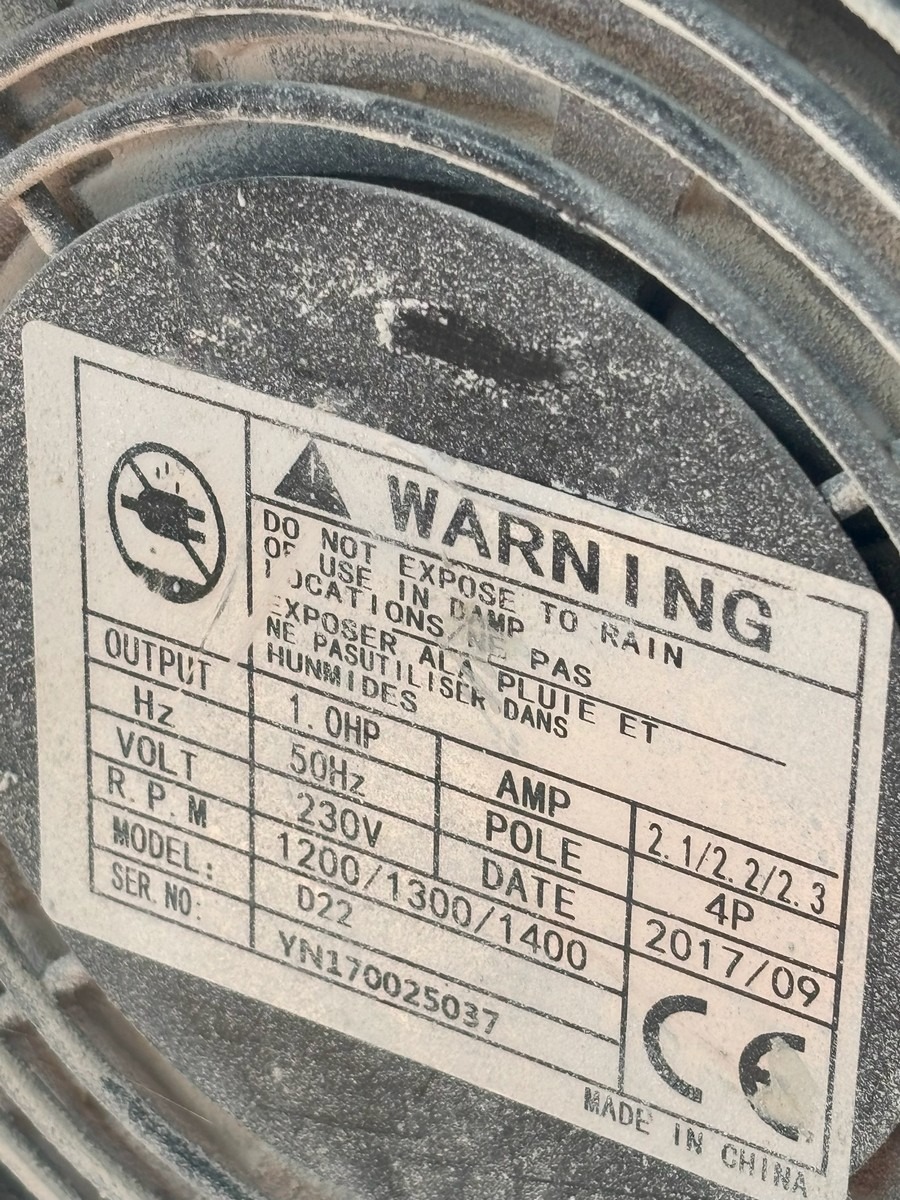 WARNING
DO NOT EXPOSE TO RAIN
OF USE IN DAMP
LOCATIONS NE PAS
EXPOSER ALA PLUIE ET
NE PASUTILISER DANS
HUNMIDES
OUTPUT 1.0HP AMP 2.1/2.2/2.3
Hz 50Hz POLE 4P
VOLT 230V DATE 2017/09
R.P.M 1200/1300/1400
MODEL: D22
SER.NO: YN170025037
CE
MADE IN CHINA